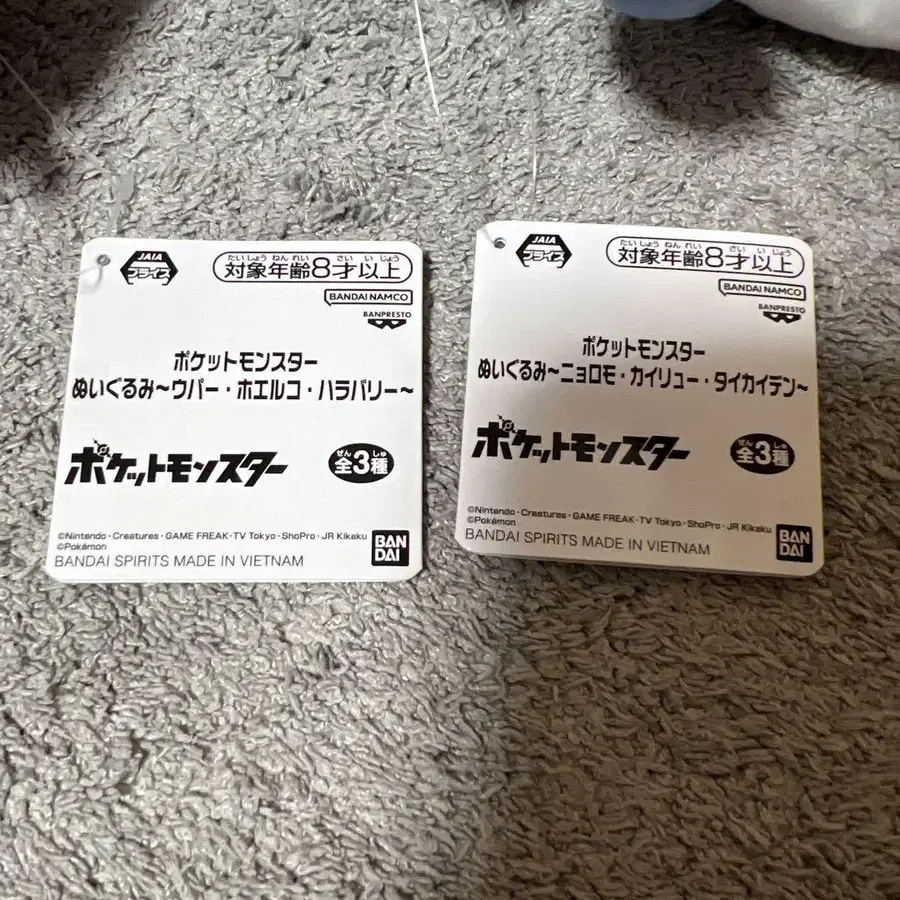 JAIA
プライズ
たいしょう ねん れい さい い じょう
対象年齢8才以上
BANDAI NAMCO
BANPRESTO
ポケットモンスター
ぬいぐるみ~ウパー・ホエルコ・ハラバリー~
ポケットモンスター
ぜん しゅ
全3種
©Nintendo・Creatures・GAME FREAK・TV Tokyo・ShoPro・JR Kikaku
©Pokémon
BANDAI SPIRITS MADE IN VIETNAM
BAN
DAI
JAIA
プライズ
たいしょう ねん れい さい い じょう
対象年齢8才以上
BANDAI NAMCO
BANPRESTO
ポケットモンスター
ぬいぐるみ~ニョロモ・カイリュー・タイカイデン~
ポケットモンスター
ぜん しゅ
全3種
©Nintendo・Creatures・GAME FREAK・TV Tokyo・ShoPro・JR Kikaku
©Pokémon
BANDAI SPIRITS MADE IN VIETNAM
BAN
DAI